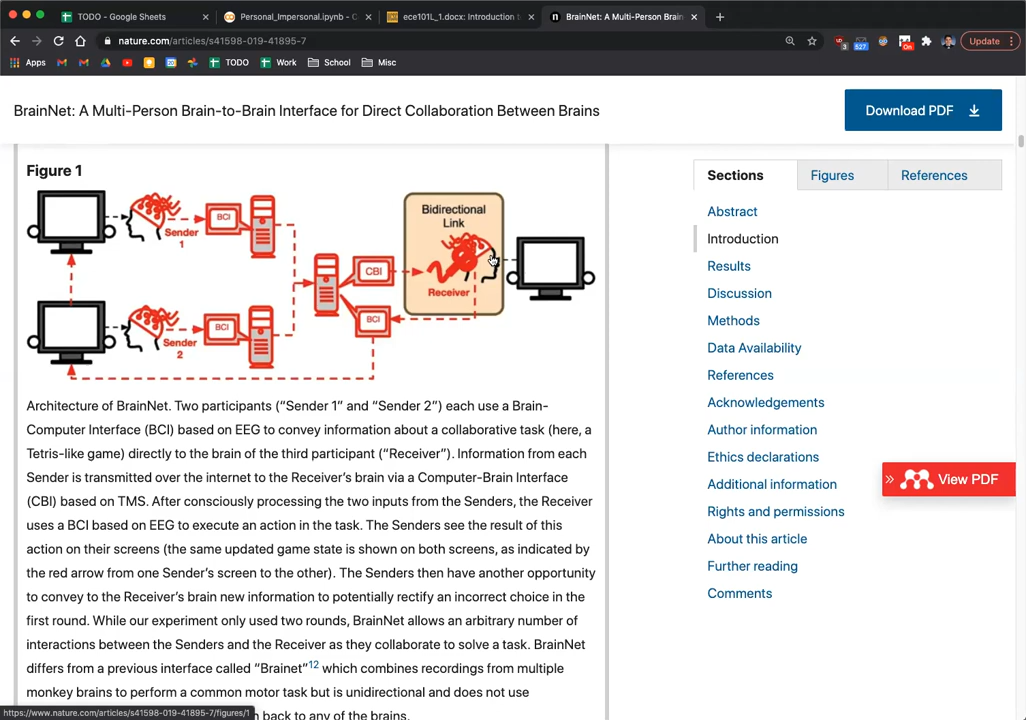 TODO - Google Sheets
Personal_Impersonal.ipynb - C
ece101L_1.docx: Introduction t
BrainNet: A Multi-Person Brain
nature.com/articles/s41598-019-41895-7
3
527
On
Update
Apps
TODO
Work
School
Misc
BrainNet: A Multi-Person Brain-to-Brain Interface for Direct Collaboration Between Brains
Download PDF
Figure 1
Sender
1
BCI
Sender
2
BCI
CBI
BCI
Bidirectional
Link
Receiver
Architecture of BrainNet. Two participants (“Sender 1” and “Sender 2”) each use a Brain-
Computer Interface (BCI) based on EEG to convey information about a collaborative task (here, a
Tetris-like game) directly to the brain of the third participant (“Receiver”). Information from each
Sender is transmitted over the internet to the Receiver’s brain via a Computer-Brain Interface
(CBI) based on TMS. After consciously processing the two inputs from the Senders, the Receiver
uses a BCI based on EEG to execute an action in the task. The Senders see the result of this
action on their screens (the same updated game state is shown on both screens, as indicated by
the red arrow from one Sender’s screen to the other). The Senders then have another opportunity
to convey to the Receiver’s brain new information to potentially rectify an incorrect choice in the
first round. While our experiment only used two rounds, BrainNet allows an arbitrary number of
interactions between the Senders and the Receiver as they collaborate to solve a task. BrainNet
differs from a previous interface called “Brainet”12 which combines recordings from multiple
monkey brains to perform a common motor task but is unidirectional and does not use
n back to any of the brains.
Sections
Figures
References
Abstract
Introduction
Results
Discussion
Methods
Data Availability
References
Acknowledgements
Author information
Ethics declarations
Additional information
Rights and permissions
About this article
Further reading
Comments
» View PDF
https://www.nature.com/articles/s41598-019-41895-7/figures/1